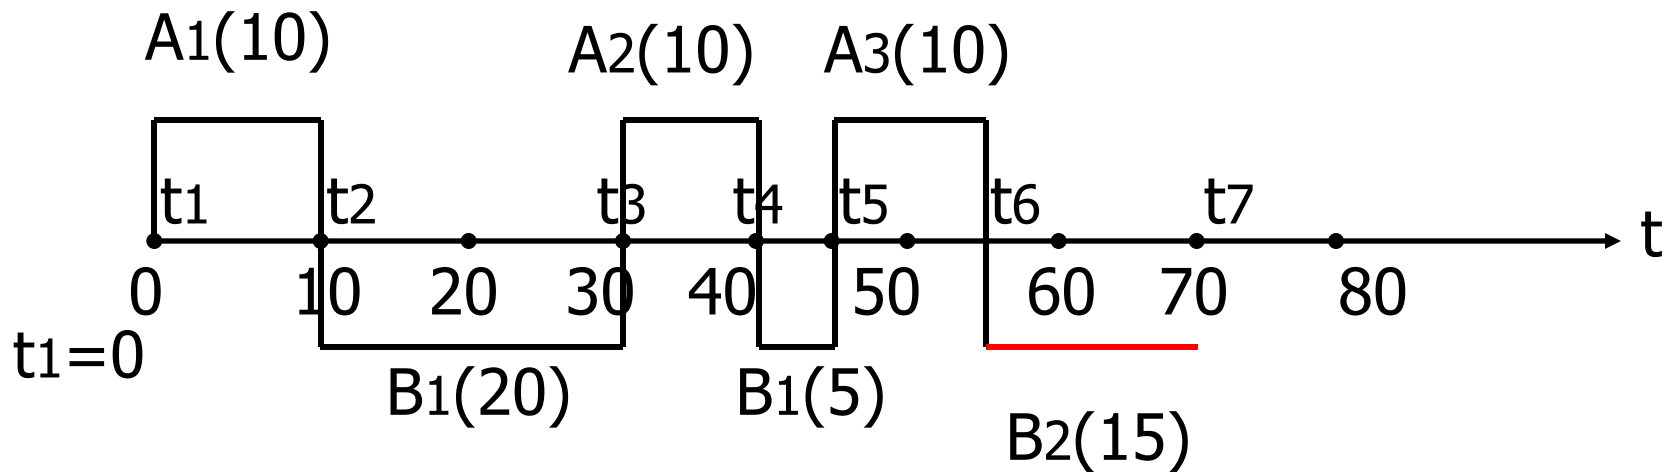 A1(10) A2(10) A3(10)
t1 t2 t3 t4 t5 t6 t7 t
0 10 20 30 40 50 60 70 80
t1=0
B1(20) B1(5)
B2(15)